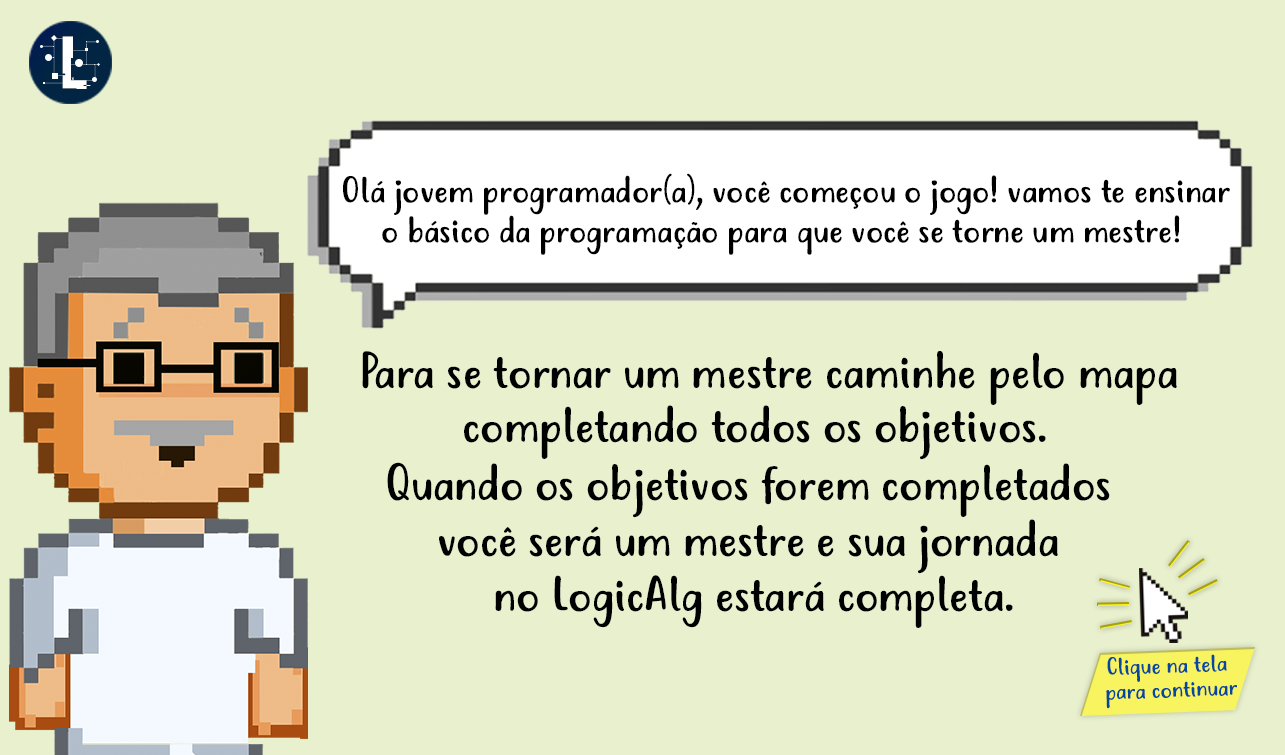 L
Olá jovem programador(a), você começou o jogo! vamos te ensinar
o básico da programação para que você se torne um mestre!
Para se tornar um mestre caminhe pelo mapa
completando todos os objetivos.
Quando os objetivos forem completados
você será um mestre e sua jornada
no LogicAlg estará completa.
Clique na tela
para continuar